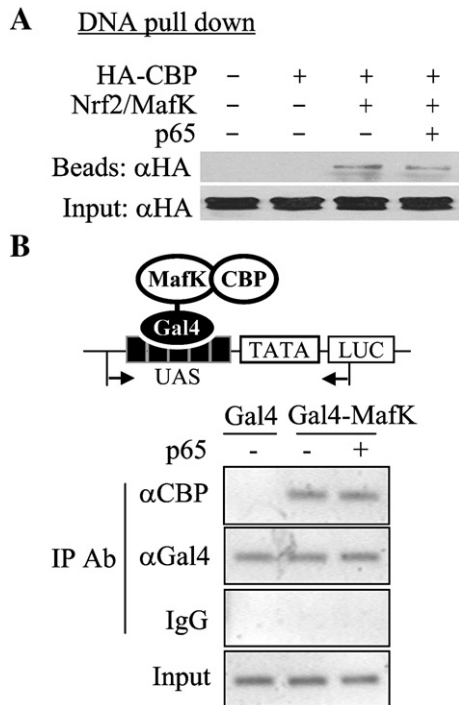 A DNA pull down
HA-CBP – + + +
Nrf2/MafK – – + +
p65 – – – +
Beads: αHA
Input: αHA
B
MafK CBP
Gal4
TATA LUC
UAS
Gal4 Gal4-MafK
p65 - - +
αCBP
IP Ab αGal4
IgG
Input